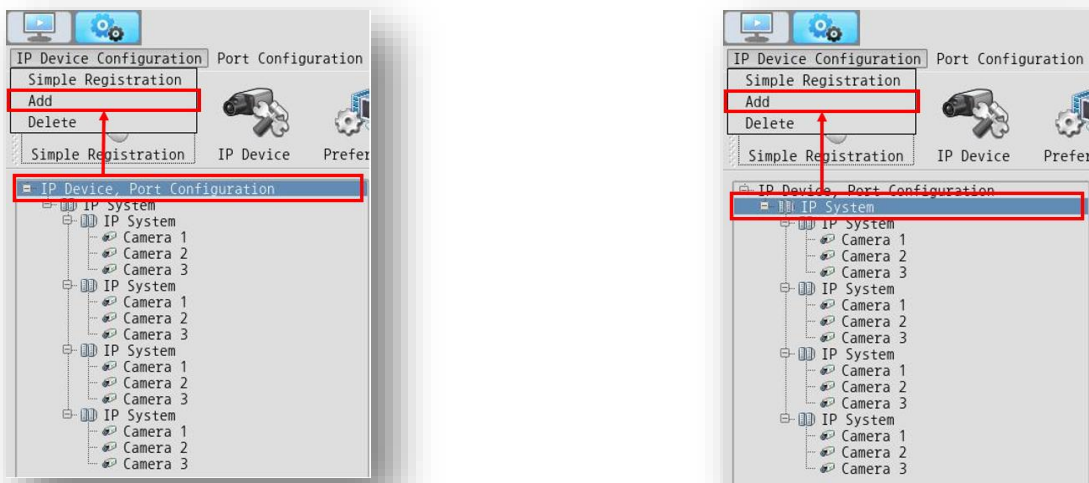 IP Device Configuration Port Configuration
Simple Registration
Add
Delete
Simple Registration IP Device Prefer
IP Device, Port Configuration
IP System
IP System
Camera 1
Camera 2
Camera 3
IP System
Camera 1
Camera 2
Camera 3
IP System
Camera 1
Camera 2
Camera 3
IP System
Camera 1
Camera 2
Camera 3
IP Device Configuration Port Configuration
Simple Registration
Add
Delete
Simple Registration IP Device Prefer
IP Device, Port Configuration
IP System
IP System
Camera 1
Camera 2
Camera 3
IP System
Camera 1
Camera 2
Camera 3
IP System
Camera 1
Camera 2
Camera 3
IP System
Camera 1
Camera 2
Camera 3